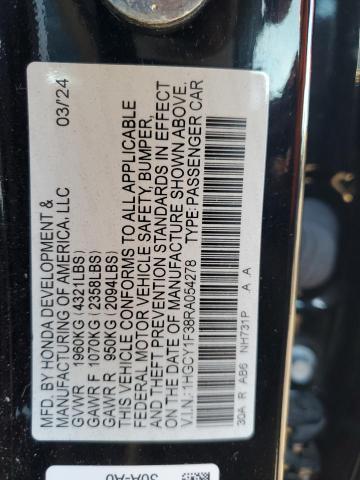 MFD. BY HONDA DEVELOPMENT & 03/'24
MANUFACTURING OF AMERICA, LLC
GVWR 1960KG (4321LBS)
GAWR F 1070KG (2358LBS)
GAWR R 950KG (2094LBS)
THIS VEHICLE CONFORMS TO ALL APPLICABLE
FEDERAL MOTOR VEHICLE SAFETY, BUMPER,
AND THEFT PREVENTION STANDARDS IN EFFECT
ON THE DATE OF MANUFACTURE SHOWN ABOVE.
V.I.N.:1HGCY1F38RA054278 TYPE:PASSENGER CAR
30A R AB6 NH731P A A
30A-A0